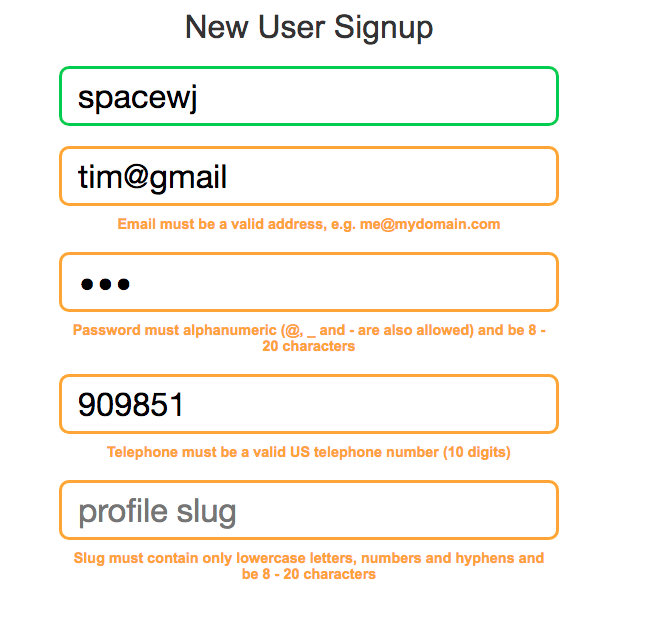 New User Signup
spacewj
tim@gmail
Email must be a valid address, e.g. me@mydomain.com
•••
Password must alphanumeric (@, _ and - are also allowed) and be 8 -
20 characters
909851
Telephone must be a valid US telephone number (10 digits)
profile slug
Slug must contain only lowercase letters, numbers and hyphens and
be 8 - 20 characters